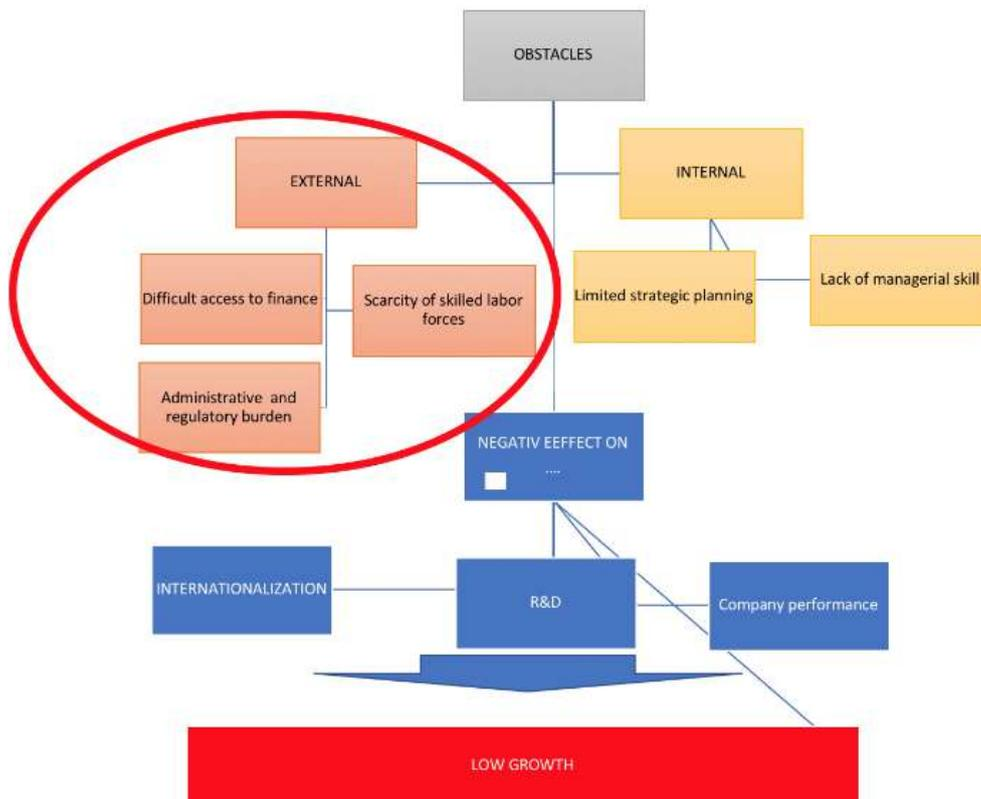 OBSTACLES
EXTERNAL
INTERNAL
Difficult access to finance
Scarcity of skilled labor
forces
Limited strategic planning
Lack of managerial skill
Administrative and
regulatory burden
NEGATIV EEFFECT ON
....
INTERNATIONALIZATION
R&D
Company performance
LOW GROWTH